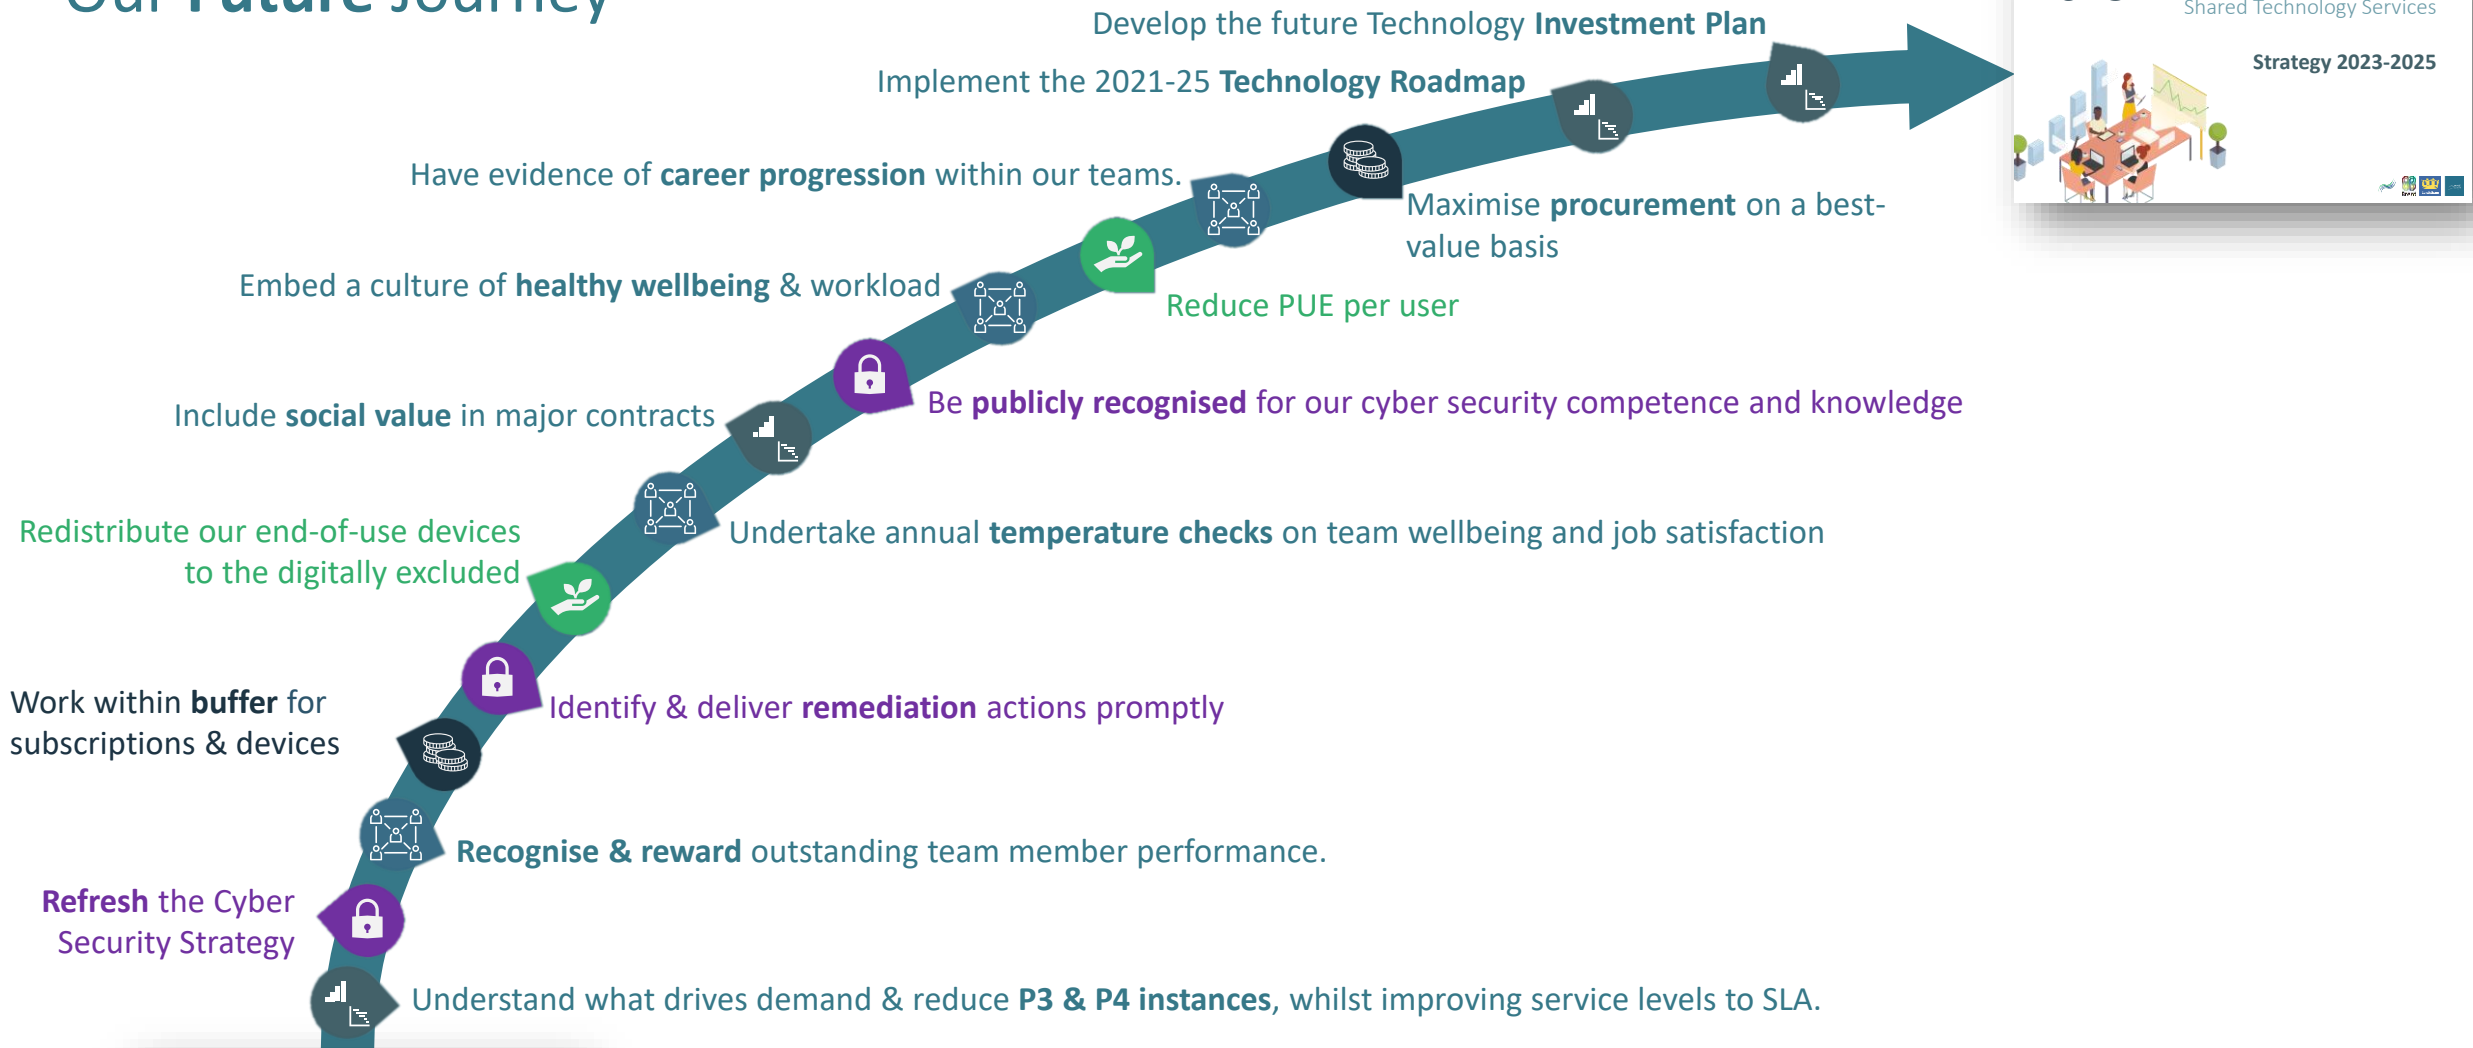 Our Future Journey
Shared Technology Services
Strategy 2023-2025
Develop the future Technology Investment Plan
Implement the 2021-25 Technology Roadmap
Have evidence of career progression within our teams.
Maximise procurement on a best-
value basis
Embed a culture of healthy wellbeing & workload
Reduce PUE per user
Be publicly recognised for our cyber security competence and knowledge
Include social value in major contracts
Redistribute our end-of-use devices
to the digitally excluded
Undertake annual temperature checks on team wellbeing and job satisfaction
Work within buffer for
subscriptions & devices
Identify & deliver remediation actions promptly
Recognise & reward outstanding team member performance.
Refresh the Cyber
Security Strategy
Understand what drives demand & reduce P3 & P4 instances, whilst improving service levels to SLA.